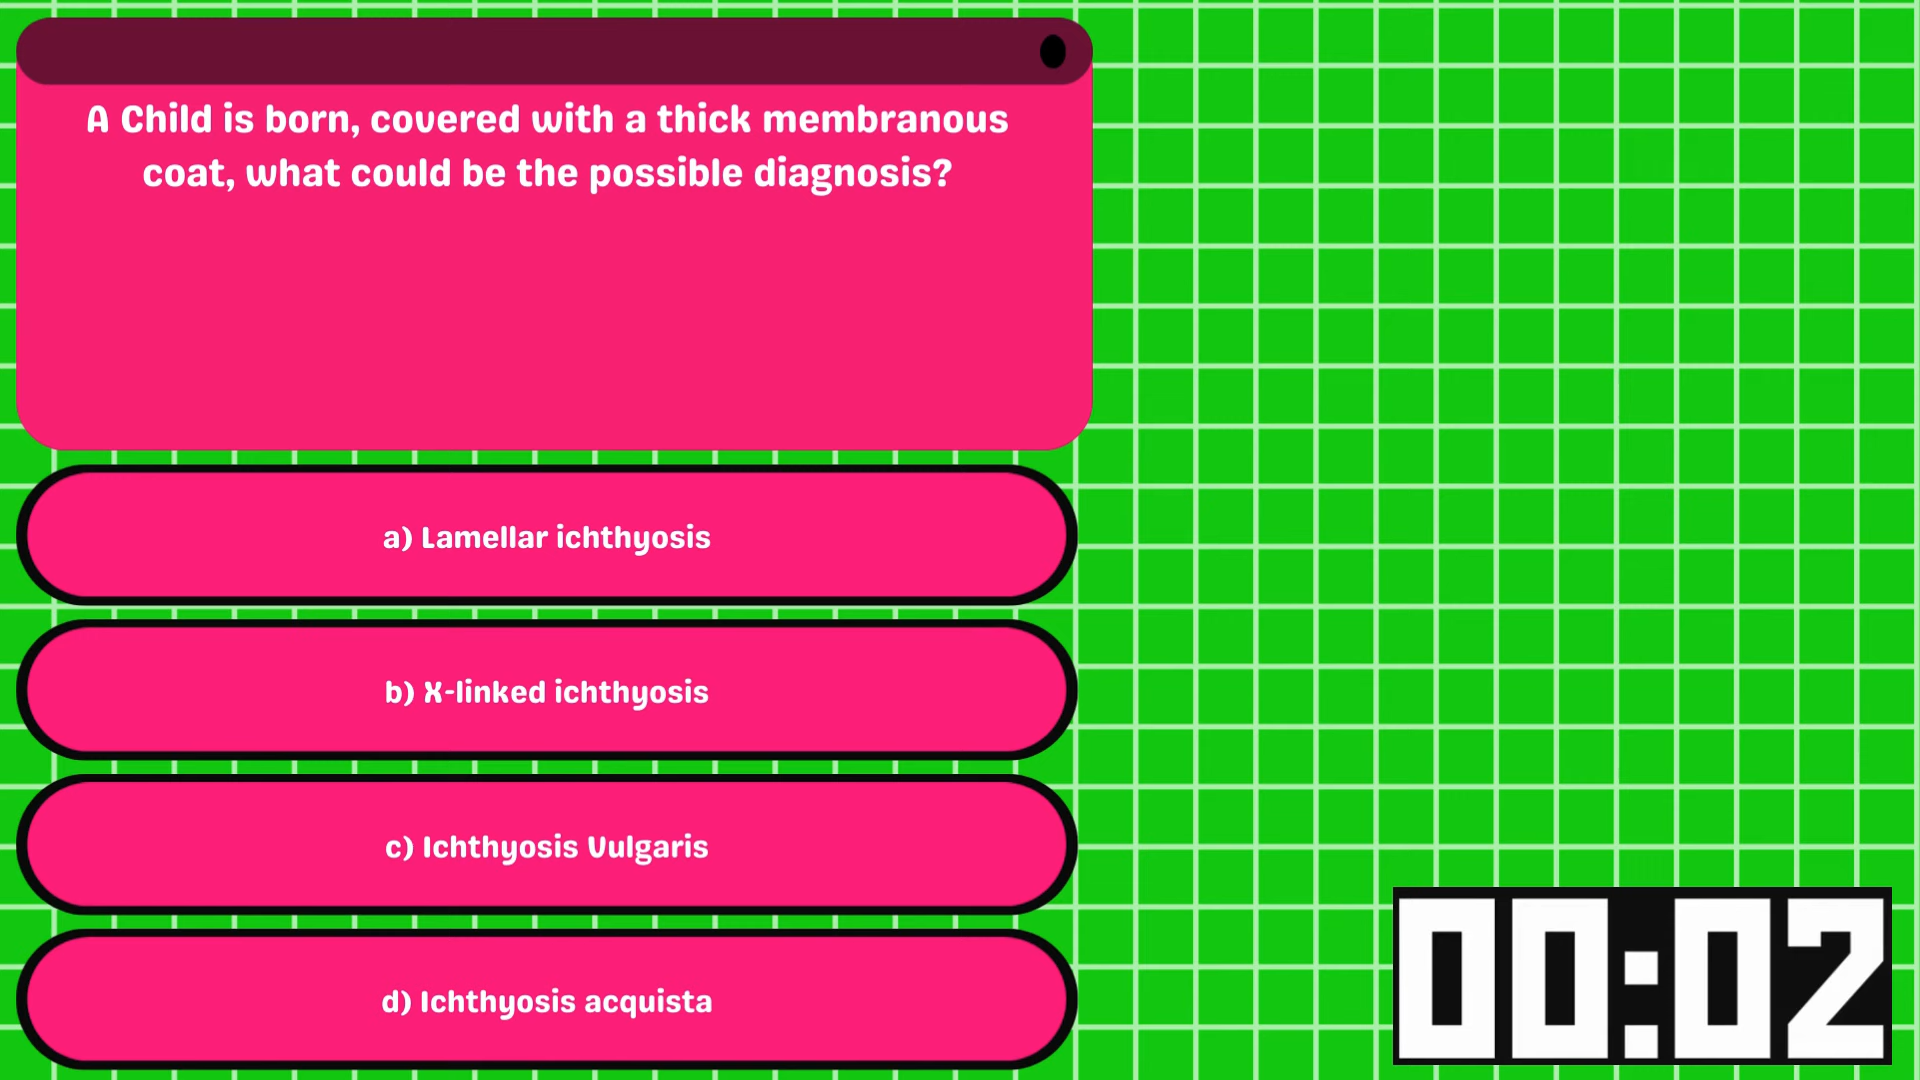 A Child is born, covered with a thick membranous
coat, what could be the possible diagnosis?
a) Lamellar ichthyosis
b) X-linked ichthyosis
c) Ichthyosis Vulgaris
d) Ichthyosis acquista
00:02